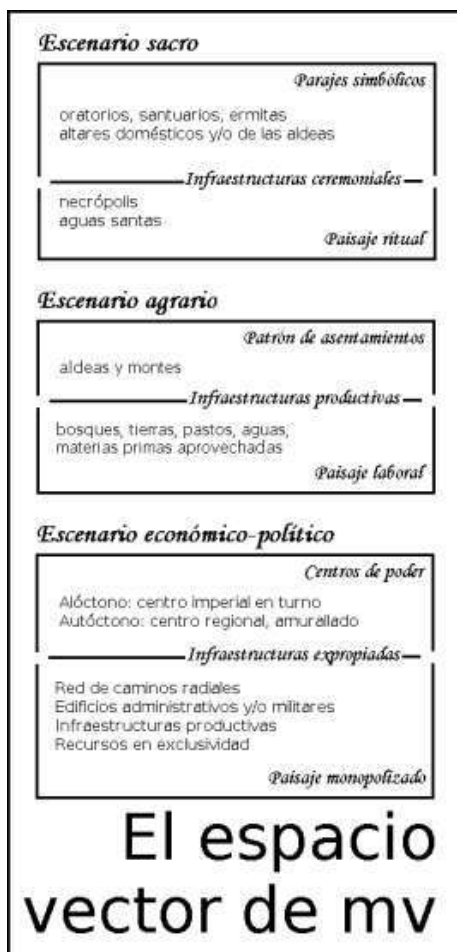 Escenario sacro
Parajes simbólicos
oratorios, santuarios, ermitas
altares domésticos y/o de las aldeas
Infraestructuras ceremoniales
necrópolis
aguas santas
Paisaje ritual
Escenario agrario
Patrón de asentamientos
aldeas y montes
Infraestructuras productivas
bosques, tierras, pastos, aguas,
materias primas aprovechadas
Paisaje laboral
Escenario económico-político
Centros de poder
Alóctono: centro imperial en turno
Autóctono: centro regional, amurallado
Infraestructuras expropiadas
Red de caminos radiales
Edificios administrativos y/o militares
Infraestructuras productivas
Recursos en exclusividad
Paisaje monopolizado
El espacio
vector de mv